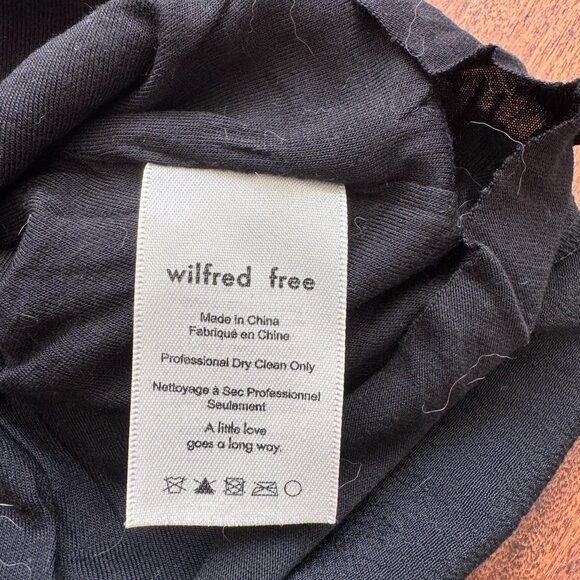 wilfred free
Made in China
Fabriqué en Chine
Professional Dry Clean Only
Nettoyage à Sec Professionnel
Seulement
A little love
goes a long way.